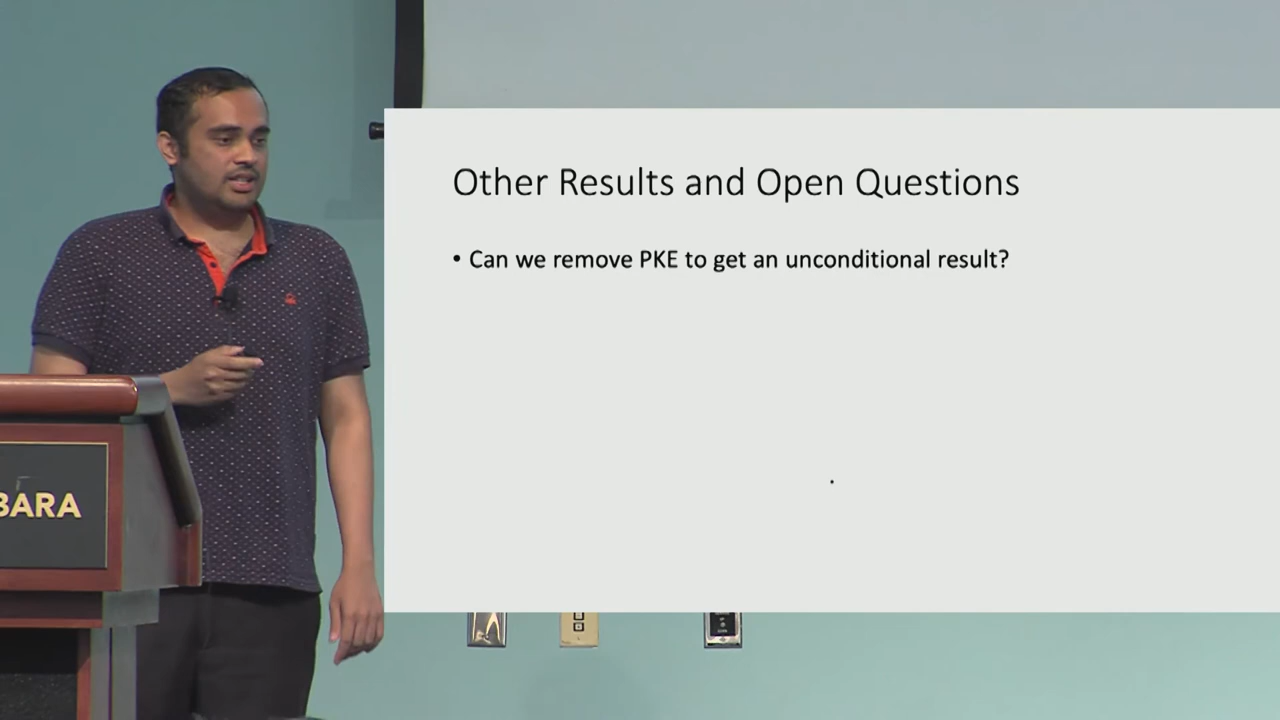 Other Results and Open Questions
• Can we remove PKE to get an unconditional result?
BARA